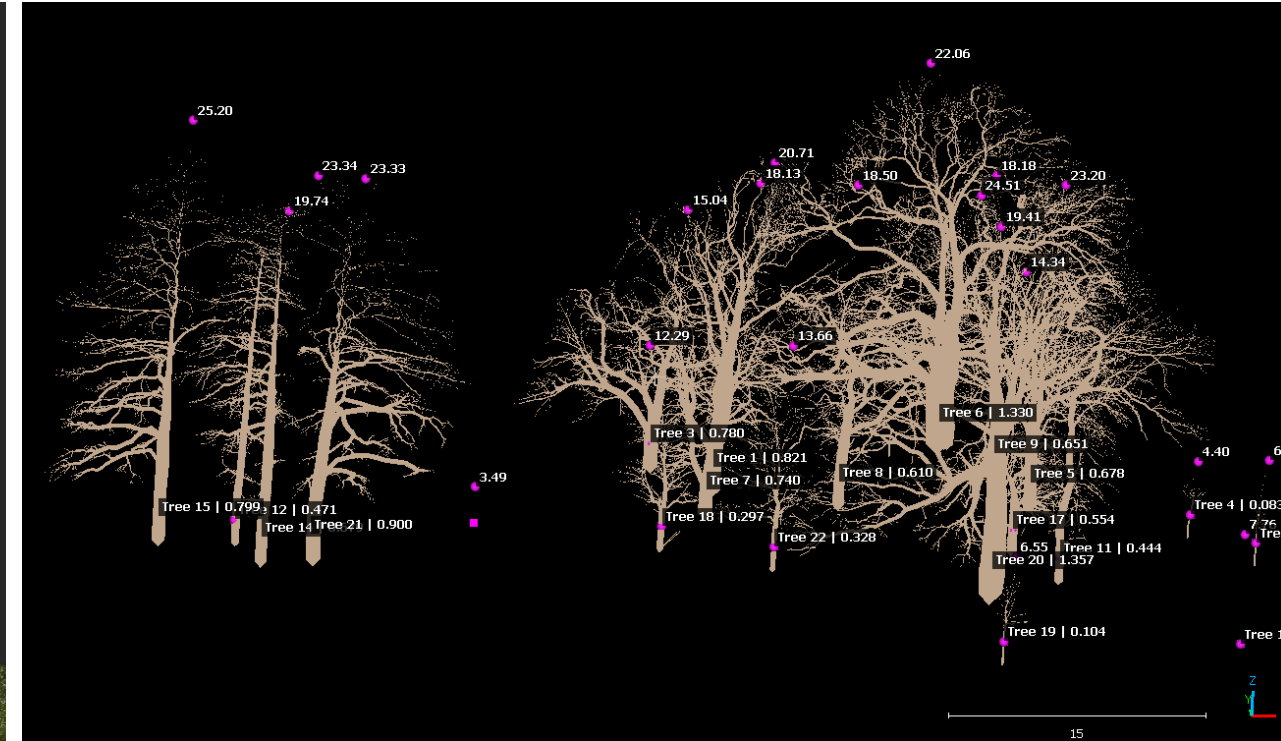 22.06
25.20
20.71
23.34
23.33
18.13
18.50
18.18
23.20
24.51
19.74
15.04
19.41
14.34
12.29
13.66
Tree 6 | 1.330
Tree 3 | 0.780
Tree 9 | 0.651
4.40
6
Tree 1 | 0.821
Tree 8 | 0.610
Tree 5 | 0.678
Tree 7 | 0.740
3.49
Tree 15 | 0.799
12 | 0.471
Tree 4 | 0.083
Tree 14
Tree 21 | 0.900
Tree 18 | 0.297
Tree 17 | 0.554
7.76
Tree 22 | 0.328
6.55
Tree 11 | 0.444
Tree 20 | 1.357
Tree 19 | 0.104
Tree 1
Z
Y
15